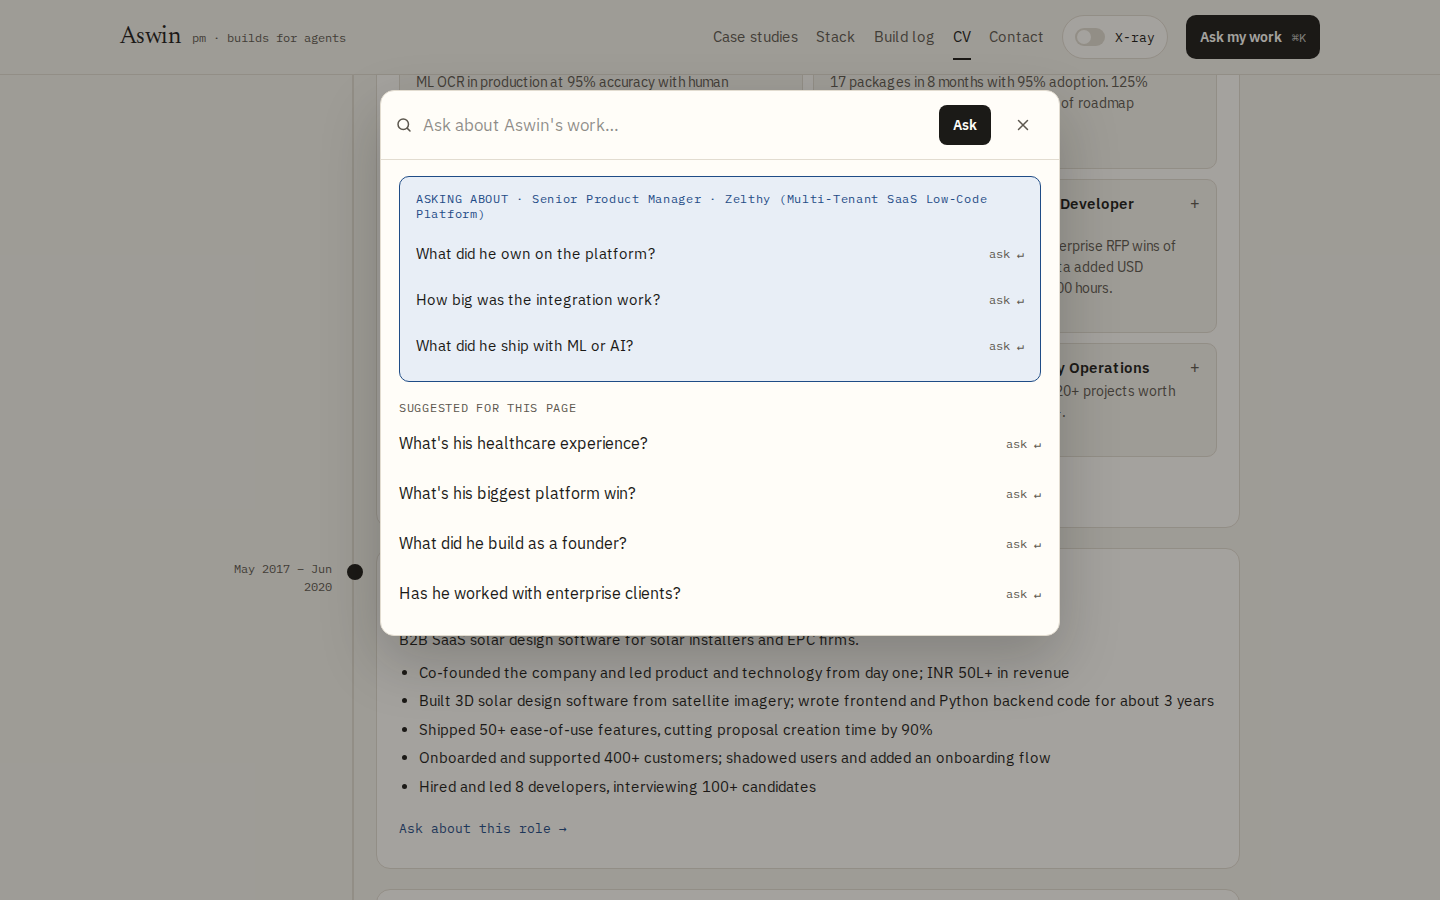 Aswin pm · builds for agents
Case studies Stack Build log CV Contact X-ray Ask my work ⌘K
ML OCR in production at 95% accuracy with human
17 packages in 8 months with 95% adoption. 125%
of roadmap
Ask about Aswin's work... Ask
ASKING ABOUT · Senior Product Manager · Zelthy (Multi-Tenant SaaS Low-Code
Platform)
What did he own on the platform? ask ↵
How big was the integration work? ask ↵
What did he ship with ML or AI? ask ↵
SUGGESTED FOR THIS PAGE
What's his healthcare experience? ask ↵
What's his biggest platform win? ask ↵
What did he build as a founder? ask ↵
Has he worked with enterprise clients? ask ↵
Developer +
erprise RFP wins of
ta added USD
00 hours.
y Operations +
20+ projects worth
May 2017 – Jun
2020
B2B SaaS solar design software for solar installers and EPC firms.
• Co-founded the company and led product and technology from day one; INR 50L+ in revenue
• Built 3D solar design software from satellite imagery; wrote frontend and Python backend code for about 3 years
• Shipped 50+ ease-of-use features, cutting proposal creation time by 90%
• Onboarded and supported 400+ customers; shadowed users and added an onboarding flow
• Hired and led 8 developers, interviewing 100+ candidates
Ask about this role →